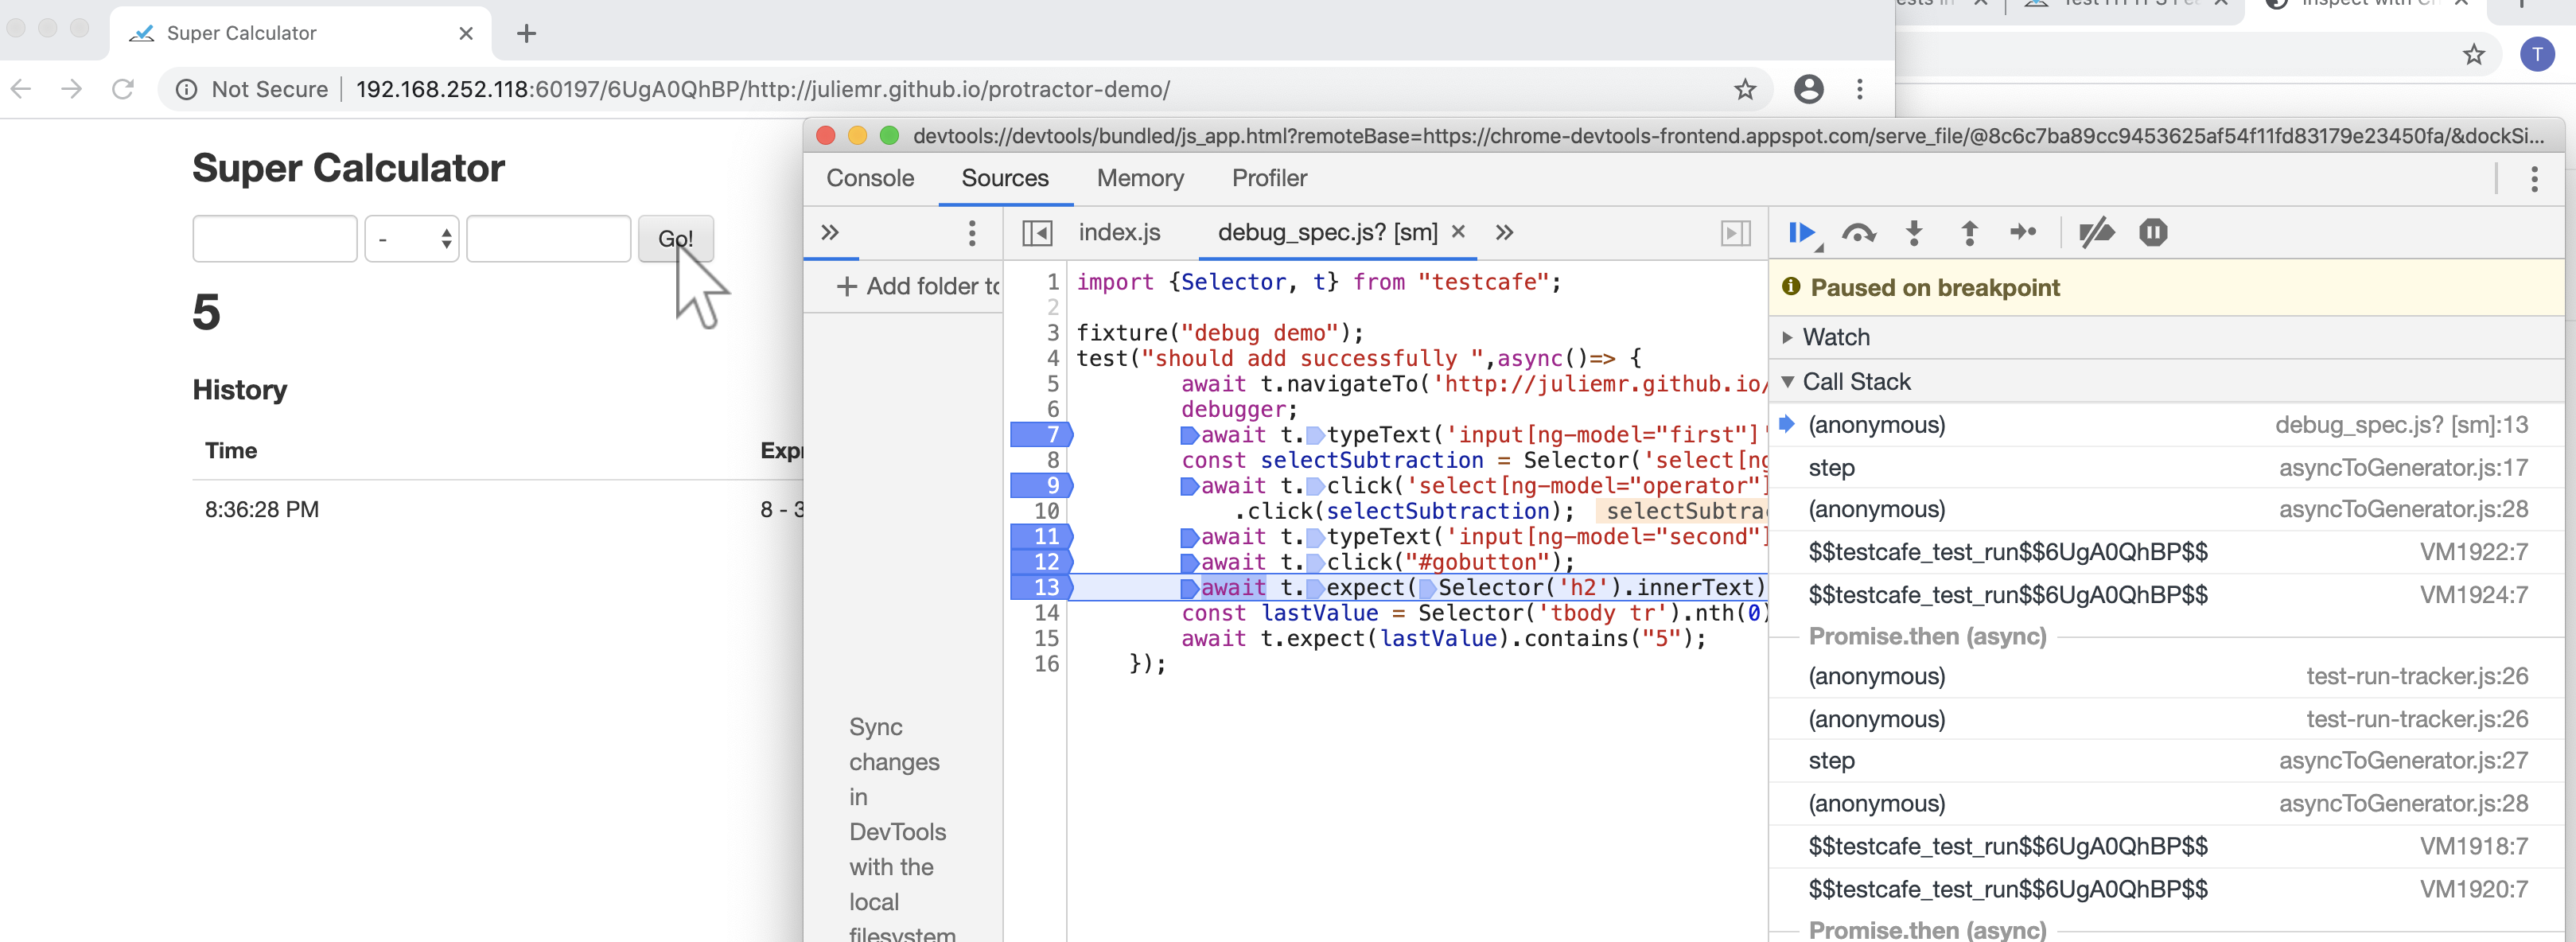 Super Calculator
Not Secure
192.168.252.118:60197/6UgA0QhBP/http://juliemr.github.io/protractor-demo/
T
Super Calculator
-
Go!
5
History
Time
8:36:28 PM
8 - 3
devtools://devtools/bundled/js_app.html?remoteBase=https://chrome-devtools-frontend.appspot.com/serve_file/@8c6c7ba89cc9453625af54f11fd83179e23450fa/&dockSi...
Console Sources Memory Profiler
index.js debug_spec.js? [sm]
+ Add folder
1 import {Selector, t} from "testcafe";
2
3 fixture("debug demo");
4 test("should add successfully ",async()=> {
5 await t.navigateTo('http://juliemr.github.io/
6 debugger;
7 await t.typeText('input[ng-model="first"]'
8 const selectSubtraction = Selector('select[ng
9 await t.click('select[ng-model="operator"]
10 .click(selectSubtraction); selectSubtra
11 await t.typeText('input[ng-model="second"]
12 await t.click("#gobutton");
13 await t.expect(Selector('h2').innerText)
14 const lastValue = Selector('tbody tr').nth(0)
15 await t.expect(lastValue).contains("5");
16 });
Sync
changes
in
DevTools
with the
local
filesystem
Paused on breakpoint
Watch
Call Stack
(anonymous) debug_spec.js? [sm]:13
step asyncToGenerator.js:17
(anonymous) asyncToGenerator.js:28
$$testcafe_test_run$$6UgA0QhBP$$ VM1922:7
$$testcafe_test_run$$6UgA0QhBP$$ VM1924:7
Promise.then (async)
(anonymous) test-run-tracker.js:26
(anonymous) test-run-tracker.js:26
step asyncToGenerator.js:27
(anonymous) asyncToGenerator.js:28
$$testcafe_test_run$$6UgA0QhBP$$ VM1918:7
$$testcafe_test_run$$6UgA0QhBP$$ VM1920:7
Promise.then (async)